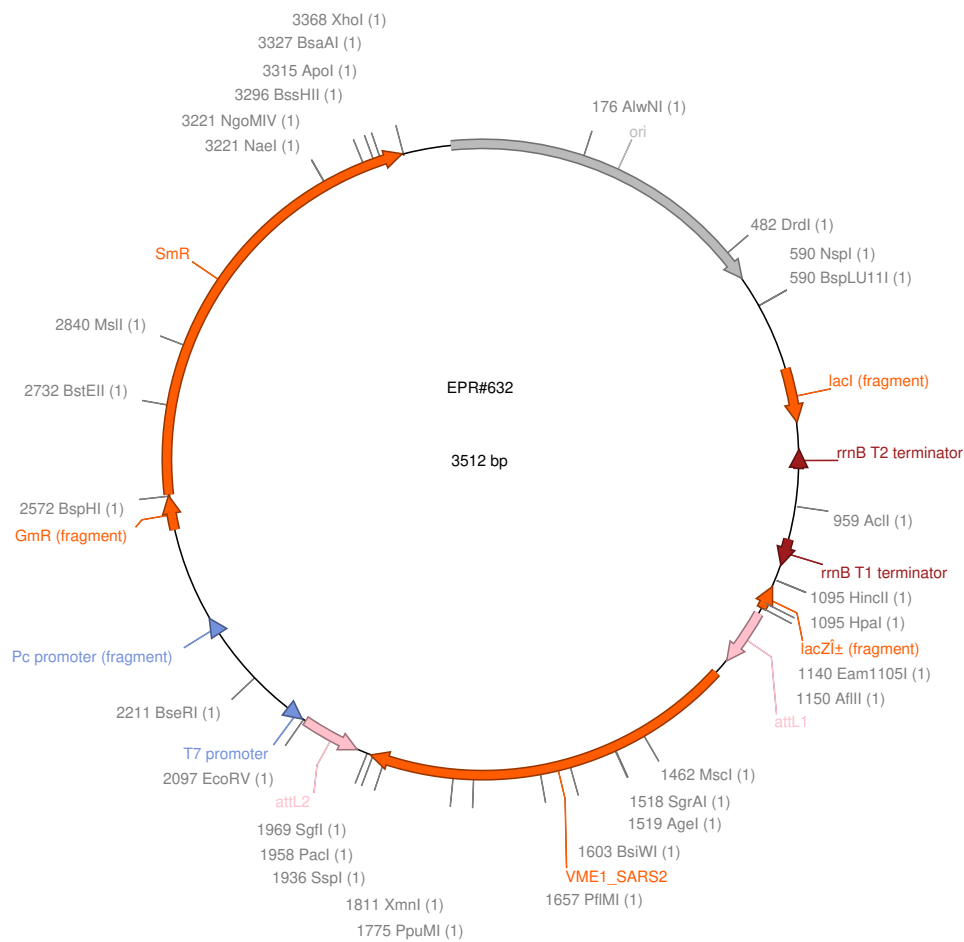 3368 XhoI (1)
3327 BsaAI (1)
3315 ApoI (1)
3296 BssHII (1)
3221 NgoMIV (1)
3221 NaeI (1)
176 AlwNI (1)
ori
482 DrdI (1)
590 NspI (1)
590 BspLU11I (1)
SmR
2840 MslI (1)
2732 BstEII (1)
EPR#632
3512 bp
lacI (fragment)
rrnB T2 terminator
2572 BspHI (1)
GmR (fragment)
959 AclI (1)
rrnB T1 terminator
1095 HincII (1)
1095 HpaI (1)
lacZÎ± (fragment)
1140 Eam1105I (1)
1150 AflII (1)
attL1
Pc promoter (fragment)
2211 BseRI (1)
T7 promoter
2097 EcoRV (1)
attL2
1969 SgfI (1)
1958 PacI (1)
1936 SspI (1)
1811 XmnI (1)
1775 PpuMI (1)
1462 MscI (1)
1518 SgrAI (1)
1519 AgeI (1)
1603 BsiWI (1)
VME1_SARS2
1657 PflMI (1)